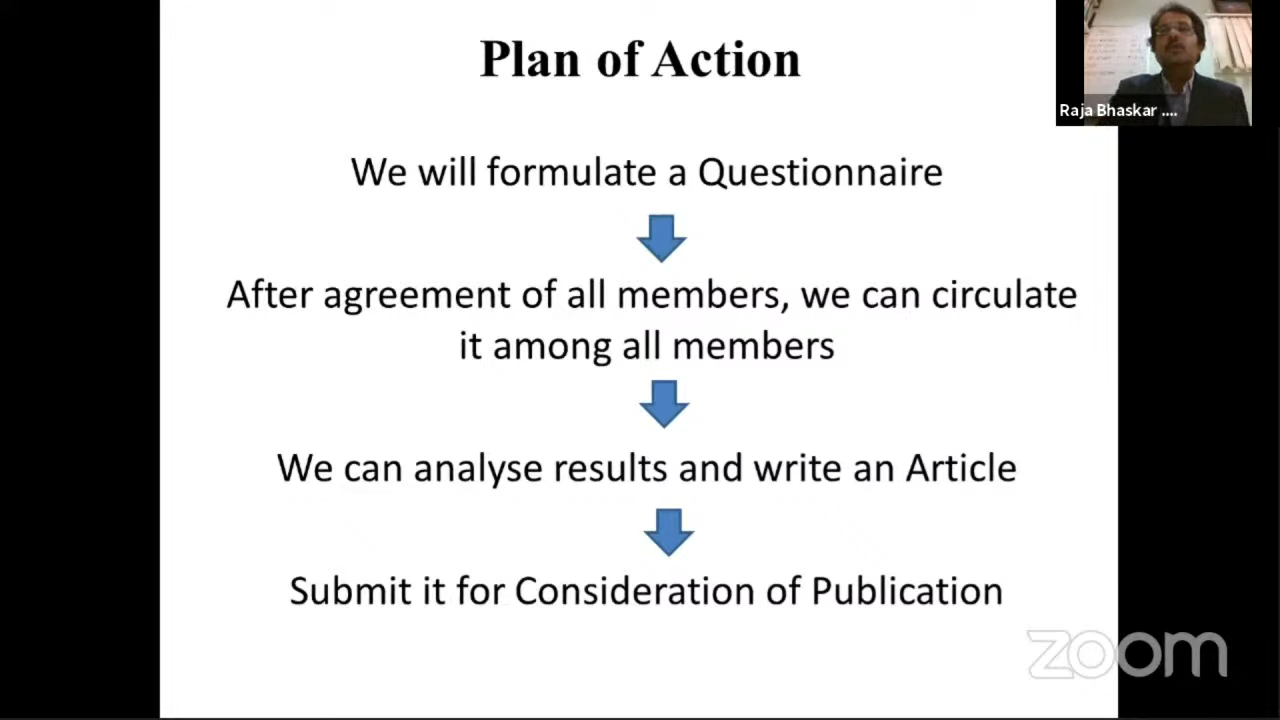 Plan of Action
Raja Bhaskar ....
We will formulate a Questionnaire
After agreement of all members, we can circulate
it among all members
We can analyse results and write an Article
Submit it for Consideration of Publication
zoom